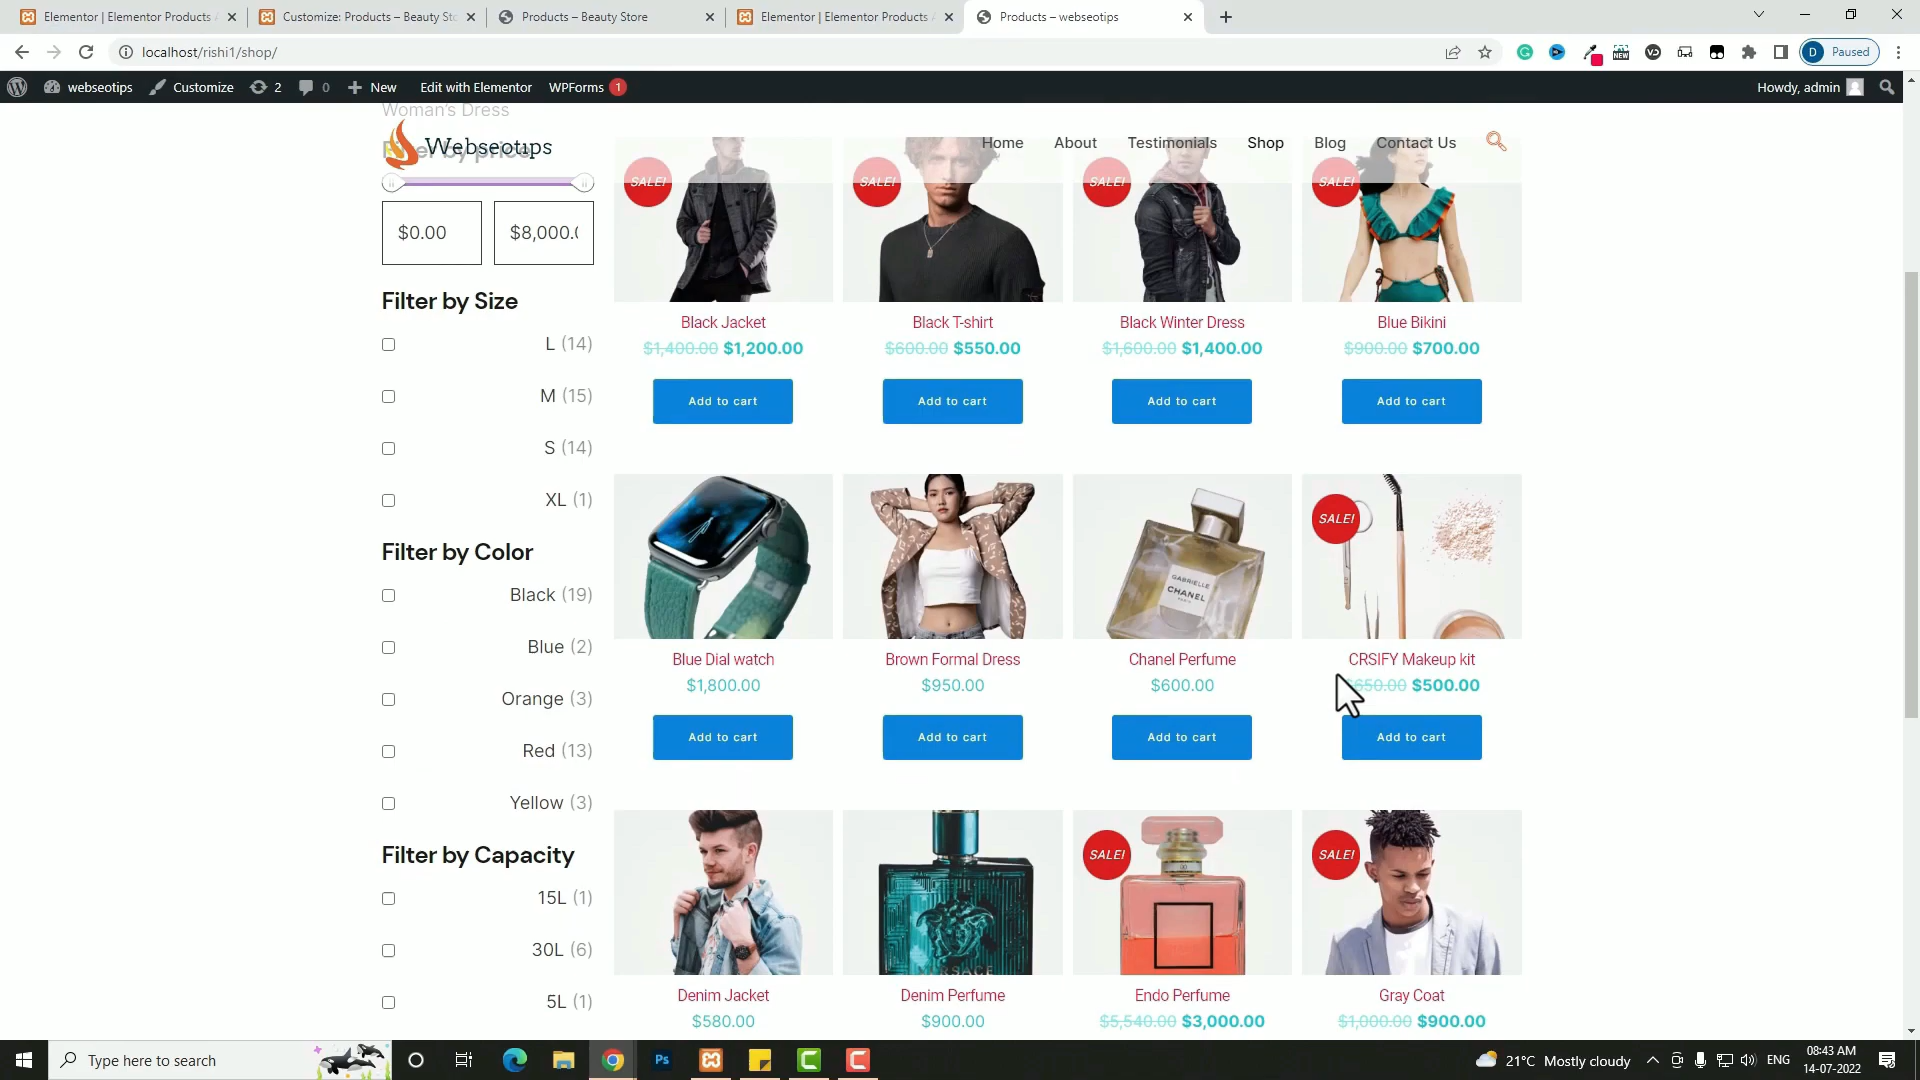 Elementor | Elementor Products
Customize: Products – Beauty Sto
Products – Beauty Store
Elementor | Elementor Products
Products – webseotips
localhost/rishi1/shop/
NEW
D Paused
webseotips
Customize
2
0
New
Edit with Elementor
WPForms 1
Howdy, admin
Woman's Dress
Filter by price
Webseotips
Home
About
Testimonials
Shop
Blog
Contact Us
$0.00
$8,000.0
Filter by Size
L (14)
M (15)
S (14)
XL (1)
Filter by Color
Black (19)
Blue (2)
Orange (3)
Red (13)
Yellow (3)
Filter by Capacity
15L (1)
30L (6)
5L (1)
SALE!
SALE!
SALE!
SALE!
Black Jacket
Black T-shirt
Black Winter Dress
Blue Bikini
$1,400.00 $1,200.00
$600.00 $550.00
$1,600.00 $1,400.00
$900.00 $700.00
Add to cart
Add to cart
Add to cart
Add to cart
GABRIELLE
CHANEL
PARIS
SALE!
Blue Dial watch
Brown Formal Dress
Chanel Perfume
CRSIFY Makeup kit
$1,800.00
$950.00
$600.00
$650.00 $500.00
Add to cart
Add to cart
Add to cart
Add to cart
VERSACE
SALE!
SALE!
Denim Jacket
Denim Perfume
Endo Perfume
Gray Coat
$580.00
$900.00
$5,540.00 $3,000.00
$1,000.00 $900.00
Type here to search
Ps
21°C Mostly cloudy
ENG
08:43 AM
14-07-2022